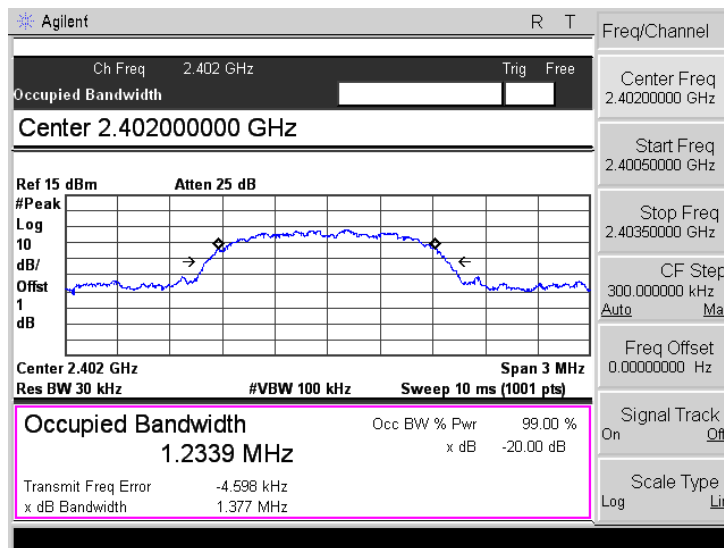 Agilent R T
Ch Freq 2.402 GHz Trig Free
Occupied Bandwidth
Center 2.402000000 GHz
Ref 15 dBm Atten 25 dB
#Peak
Log
10
dB/
Offst
1
dB
Center 2.402 GHz Span 3 MHz
Res BW 30 kHz #VBW 100 kHz Sweep 10 ms (1001 pts)
Occupied Bandwidth Occ BW % Pwr 99.00 %
1.2339 MHz x dB -20.00 dB
Transmit Freq Error -4.598 kHz
x dB Bandwidth 1.377 MHz
Freq/Channel
Center Freq
2.40200000 GHz
Start Freq
2.40050000 GHz
Stop Freq
2.40350000 GHz
CF Step
300.000000 kHz
Auto Ma
Freq Offset
0.00000000 Hz
Signal Track
On Off
Scale Type
Log Lin